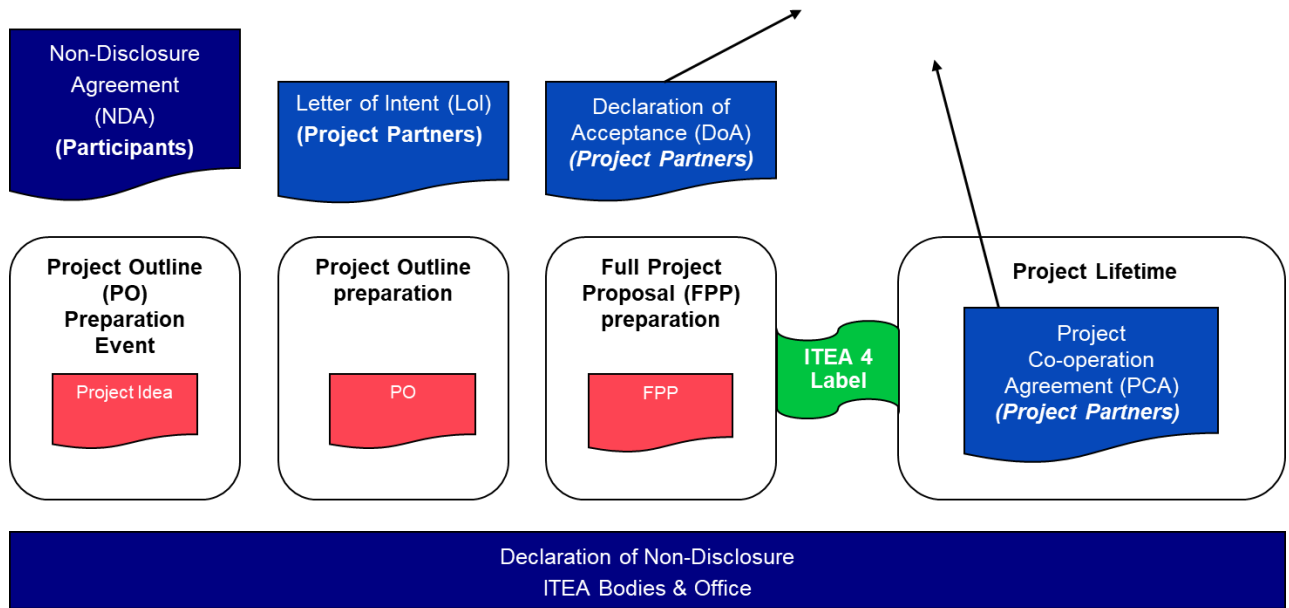 Non-Disclosure
Agreement
(NDA)
(Participants)
Letter of Intent (LoI)
(Project Partners)
Declaration of
Acceptance (DoA)
(Project Partners)
Project Outline
(PO)
Preparation
Event
Project Idea
Project Outline
preparation
PO
Full Project
Proposal (FPP)
preparation
FPP
ITEA 4
Label
Project Lifetime
Project
Co-operation
Agreement (PCA)
(Project Partners)
Declaration of Non-Disclosure
ITEA Bodies & Office